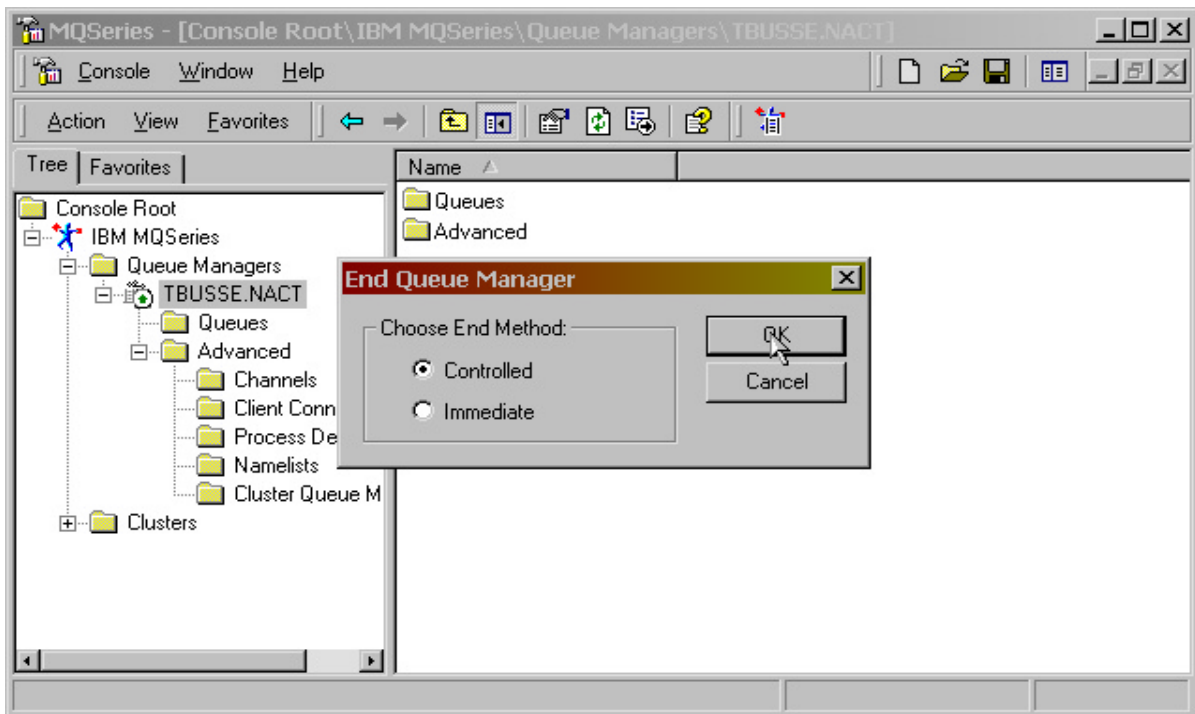 MQSeries - [Console Root\IBM MQSeries\Queue Managers\TBUSSE.NACT]
Console Window Help
Action View Favorites
Tree Favorites
Name
Console Root
IBM MQSeries
Queue Managers
TBUSSE.NACT
Queues
Advanced
Channels
Client Conn
Process De
Namelists
Cluster Queue M
Clusters
Queues
Advanced
End Queue Manager
Choose End Method:
Controlled
Immediate
OK
Cancel